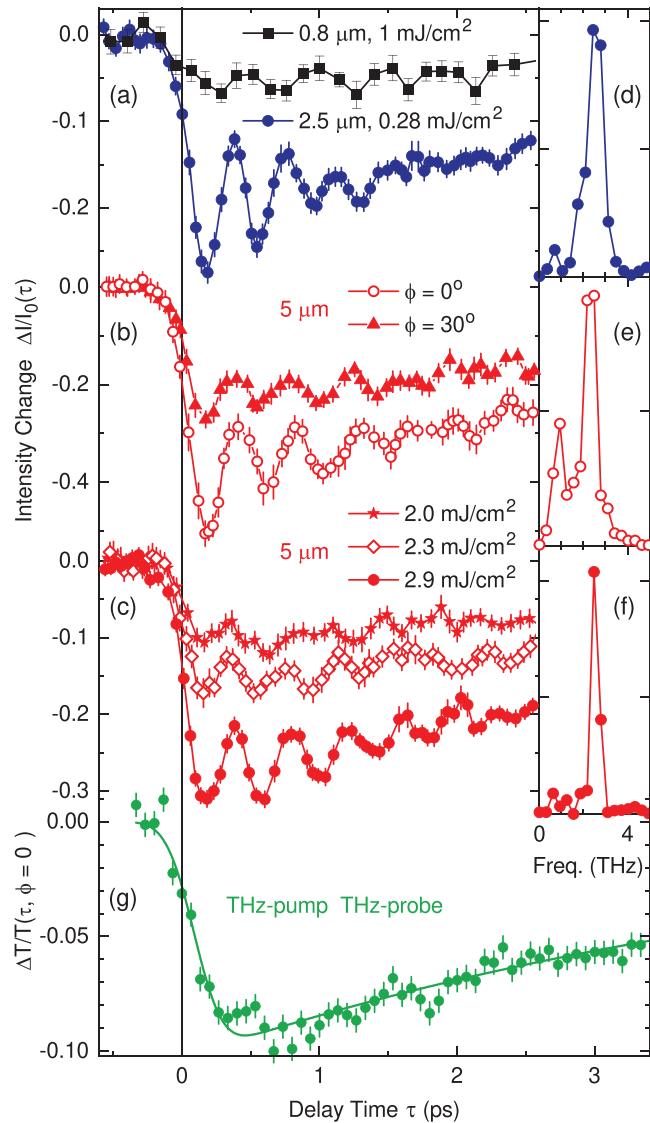 0.0
0.8 μm, 1 mJ/cm²
(a)
(d)
-0.1
2.5 μm, 0.28 mJ/cm²
-0.2
0.0
5 μm
ϕ = 0°
ϕ = 30°
(b)
(e)
-0.2
-0.4
Intensity Change ΔI/I₀(τ)
2.0 mJ/cm²
5 μm
2.3 mJ/cm²
0.0
2.9 mJ/cm²
(c)
(f)
-0.1
-0.2
-0.3
0 4
Freq. (THz)
0.00
(g)
THz-pump THz-probe
ΔT/T(τ, ϕ = 0)
-0.05
-0.10
0 1 2 3
Delay Time τ (ps)